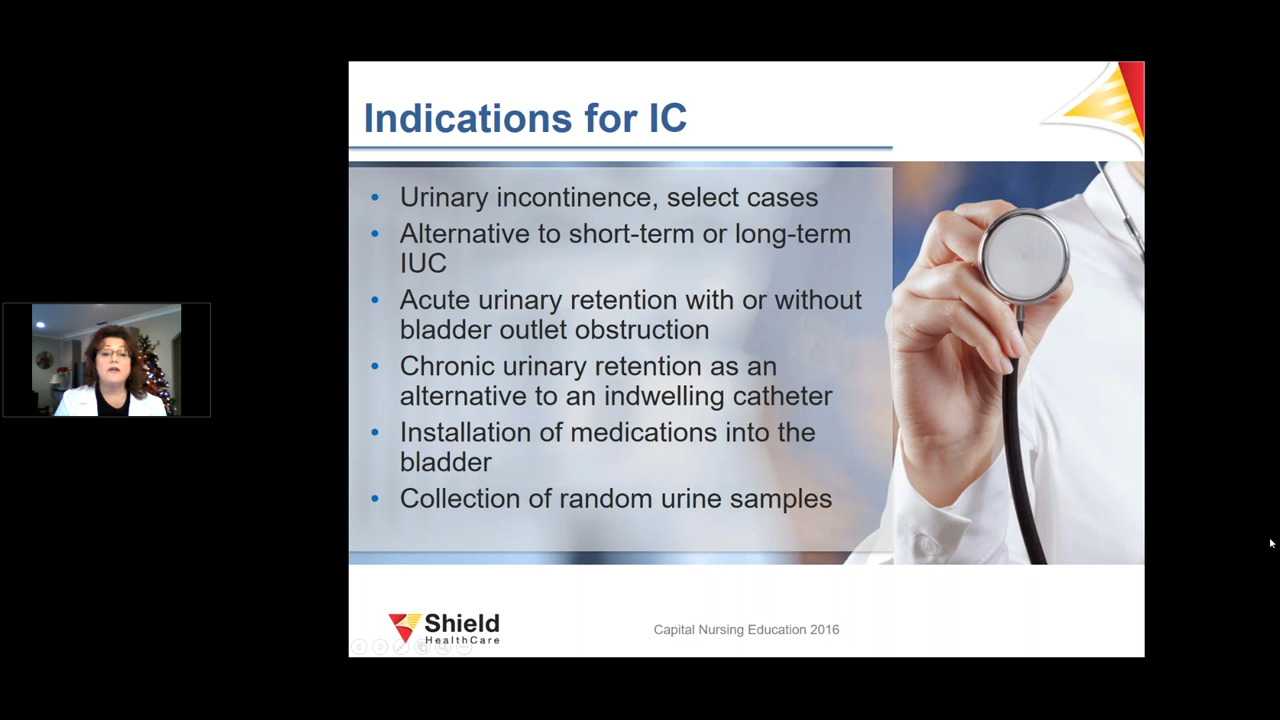 Indications for IC
• Urinary incontinence, select cases
• Alternative to short-term or long-term
IUC
• Acute urinary retention with or without
bladder outlet obstruction
• Chronic urinary retention as an
alternative to an indwelling catheter
• Installation of medications into the
bladder
• Collection of random urine samples
Shield
HealthCare
Capital Nursing Education 2016